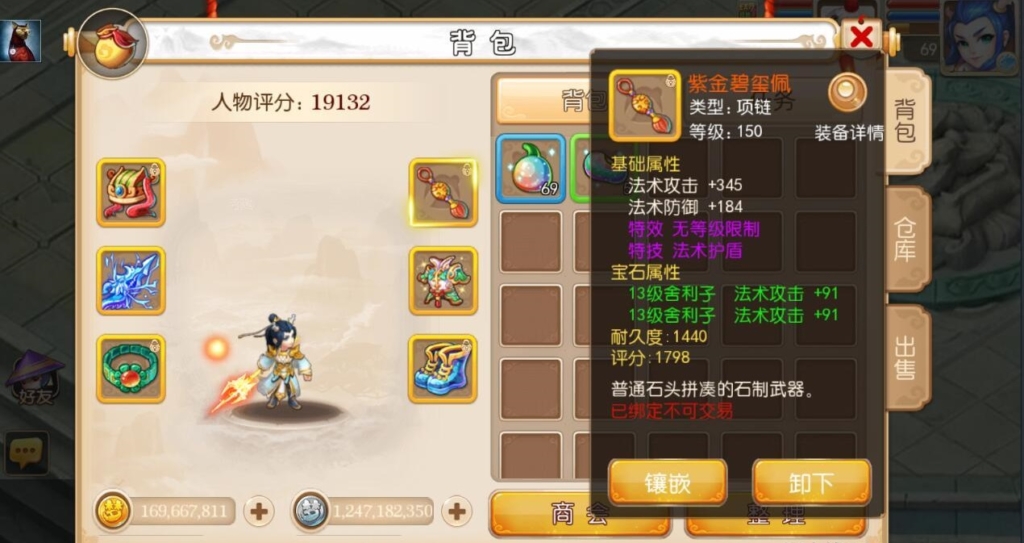 背包
人物评分：19132
背包
务
紫金碧玺佩
类型：项链
等级：150
装备详情
基础属性
法术攻击 +345
法术防御 +184
特效 无等级限制
特技 法术护盾
宝石属性
13级舍利子 法术攻击 +91
13级舍利子 法术攻击 +91
耐久度：1440
评分：1798
普通石头拼凑的石制武器。
已绑定不可交易
镶嵌
卸下
69
69
背包
仓库
出售
好友
169,667,811
1,247,182,350
商会
整理